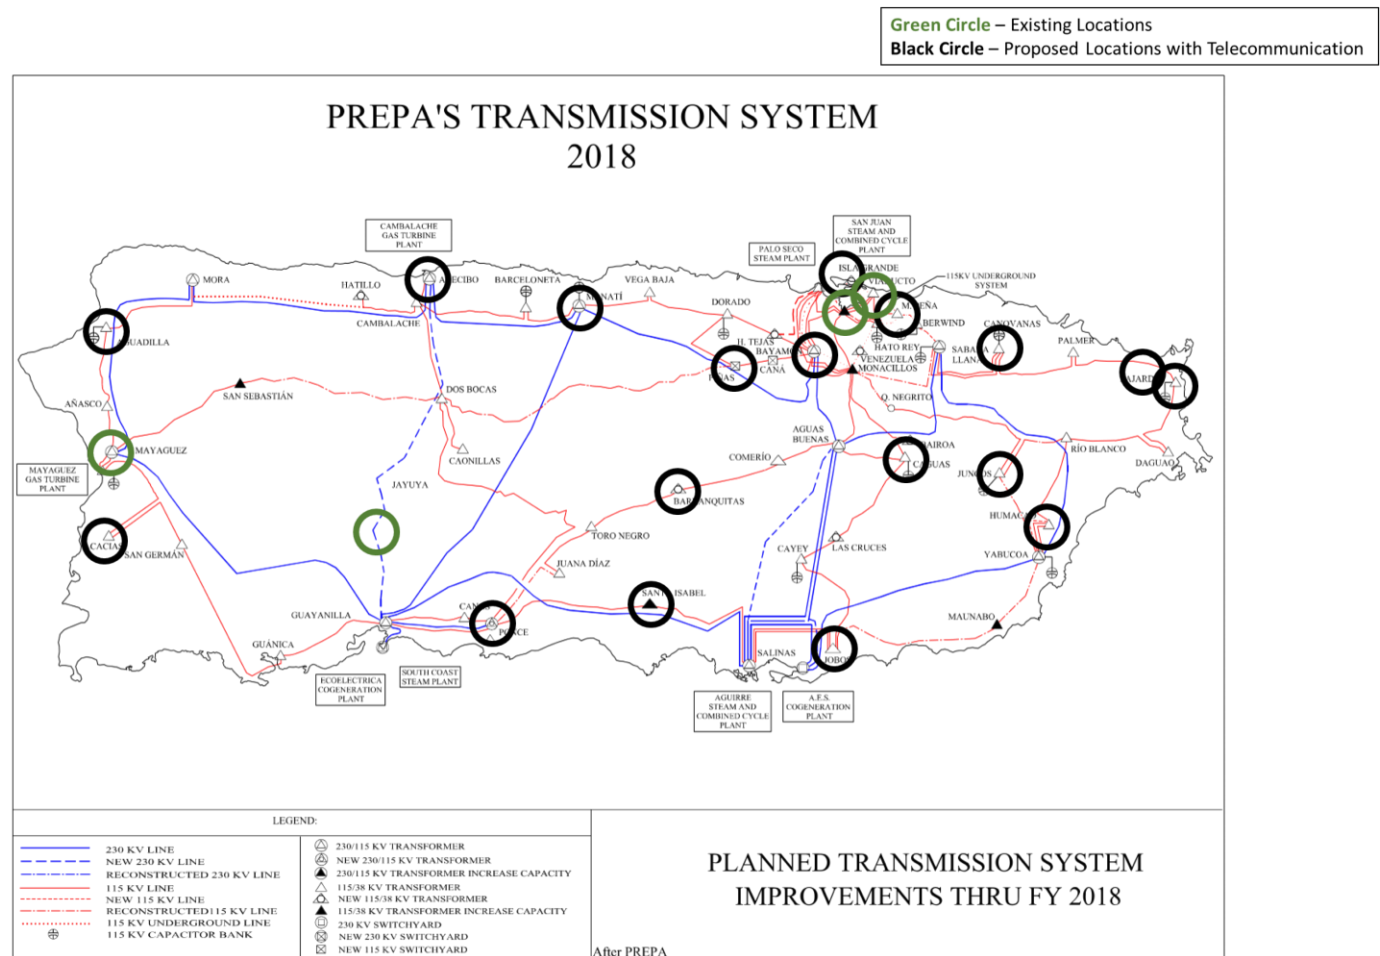 Green Circle – Existing Locations
Black Circle – Proposed Locations with Telecommunication
PREPA'S TRANSMISSION SYSTEM
2018
CAMBALACHE
GAS TURBINE
PLANT
SAN JUAN
STEAM AND
COMBINED CYCLE
PLANT
PALO SECO
STEAM PLANT
ISLA GRANDE
VIADUCTO
115KV UNDERGROUND
SYSTEM
MORA
HATILLO
BARCELONETA
VEGA BAJA
DORADO
CAMBALACHE
BERWIND
CANOVANAS
HATO REY
SABANA
LLANA
PALMER
H. TEJAS
CANA
VENEZUELA
MONACILLOS
SAN SEBASTIÁN
DOS BOCAS
AÑASCO
Q. NEGRITO
AGUAS
BUENAS
MAYAGUEZ
MAYAGUEZ
GAS TURBINE
PLANT
CAONILLAS
COMERÍO
CAGUAS
RÍO BLANCO
DAGUAO
JAYUYA
TORO NEGRO
LAS CRUCES
CAYEY
YABUCOA
CACIAS
SAN GERMÁN
JUANA DÍAZ
GUAYANILLA
MAUNABO
GUÁNICA
SALINAS
ECOELECTRICA
COGENERATION
PLANT
SOUTH COAST
STEAM PLANT
AGUIRRE
STEAM AND
COMBINED CYCLE
PLANT
A.E.S.
COGENERATION
PLANT
LEGEND:
230 KV LINE
NEW 230 KV LINE
RECONSTRUCTED 230 KV LINE
115 KV LINE
NEW 115 KV LINE
RECONSTRUCTED115 KV LINE
115 KV UNDERGROUND LINE
115 KV CAPACITOR BANK
230/115 KV TRANSFORMER
NEW 230/115 KV TRANSFORMER
230/115 KV TRANSFORMER INCREASE CAPACITY
115/38 KV TRANSFORMER
NEW 115/38 KV TRANSFORMER
115/38 KV TRANSFORMER INCREASE CAPACITY
230 KV SWITCHYARD
NEW 230 KV SWITCHYARD
NEW 115 KV SWITCHYARD
PLANNED TRANSMISSION SYSTEM
IMPROVEMENTS THRU FY 2018
After PREPA